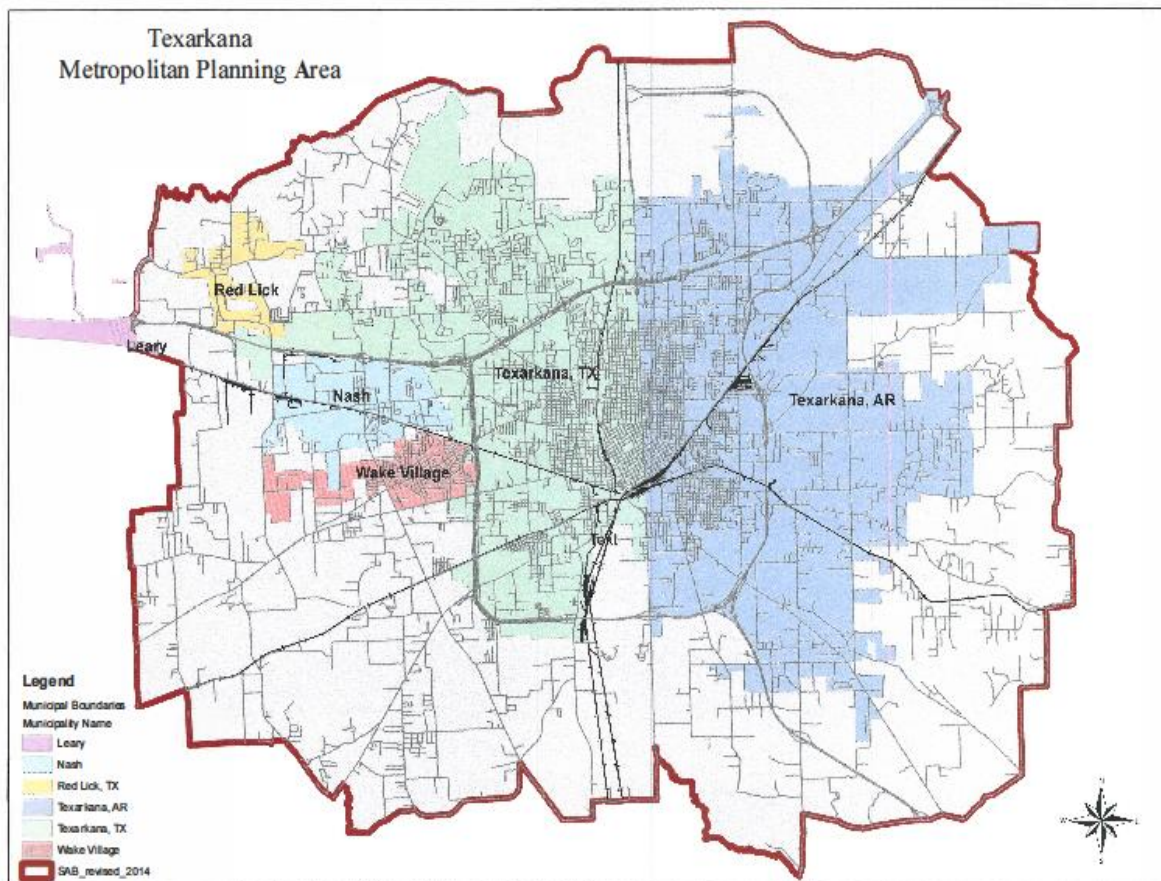 Texarkana
Metropolitan Planning Area
Red Lick
Leary
Nash
Texarkana, TX
Texarkana, AR
Wake Village
Legend
Municipal Boundaries
Municipality Name
Leary
Nash
Red Lick, TX
Texarkana, AR
Texarkana, TX
Wake Village
SAB_revised_2014
N
W
E
S